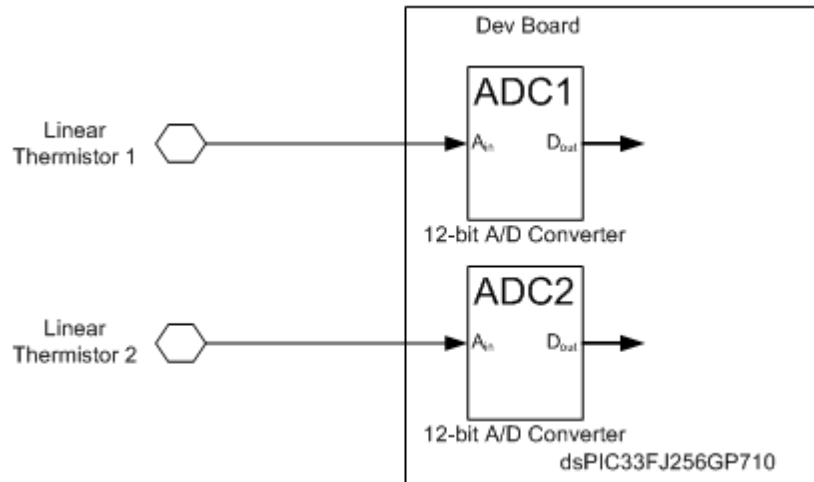 Dev Board
ADC1
Linear
Thermistor 1
Ain
Dout
12-bit A/D Converter
ADC2
Linear
Thermistor 2
Ain
Dout
12-bit A/D Converter
dsPIC33FJ256GP710